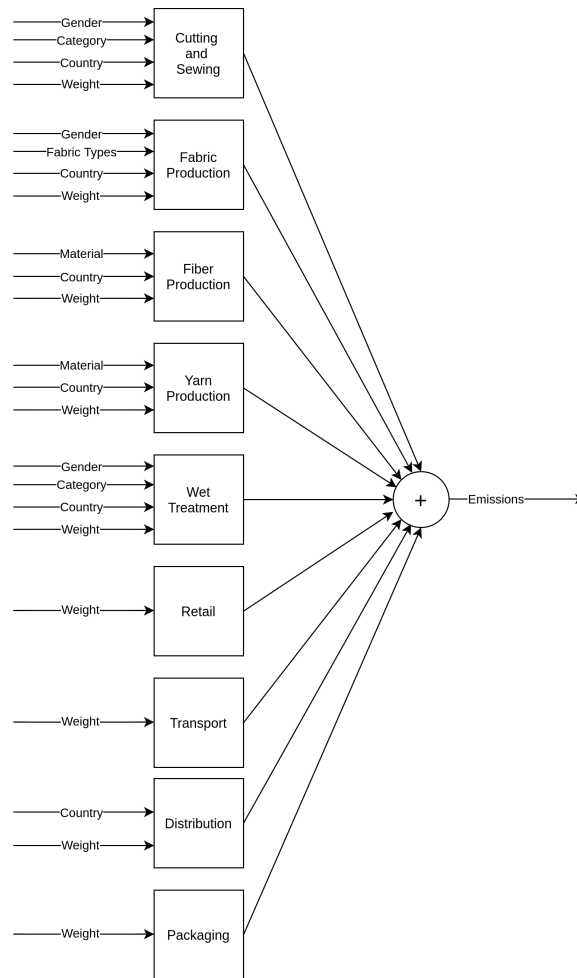 Gender
Category
Country
Weight
Cutting
and
Sewing
Gender
Fabric Types
Country
Weight
Fabric
Production
Material
Country
Weight
Fiber
Production
Material
Country
Weight
Yarn
Production
Gender
Category
Country
Weight
Wet
Treatment
+
Emissions
Weight
Retail
Weight
Transport
Country
Weight
Distribution
Weight
Packaging